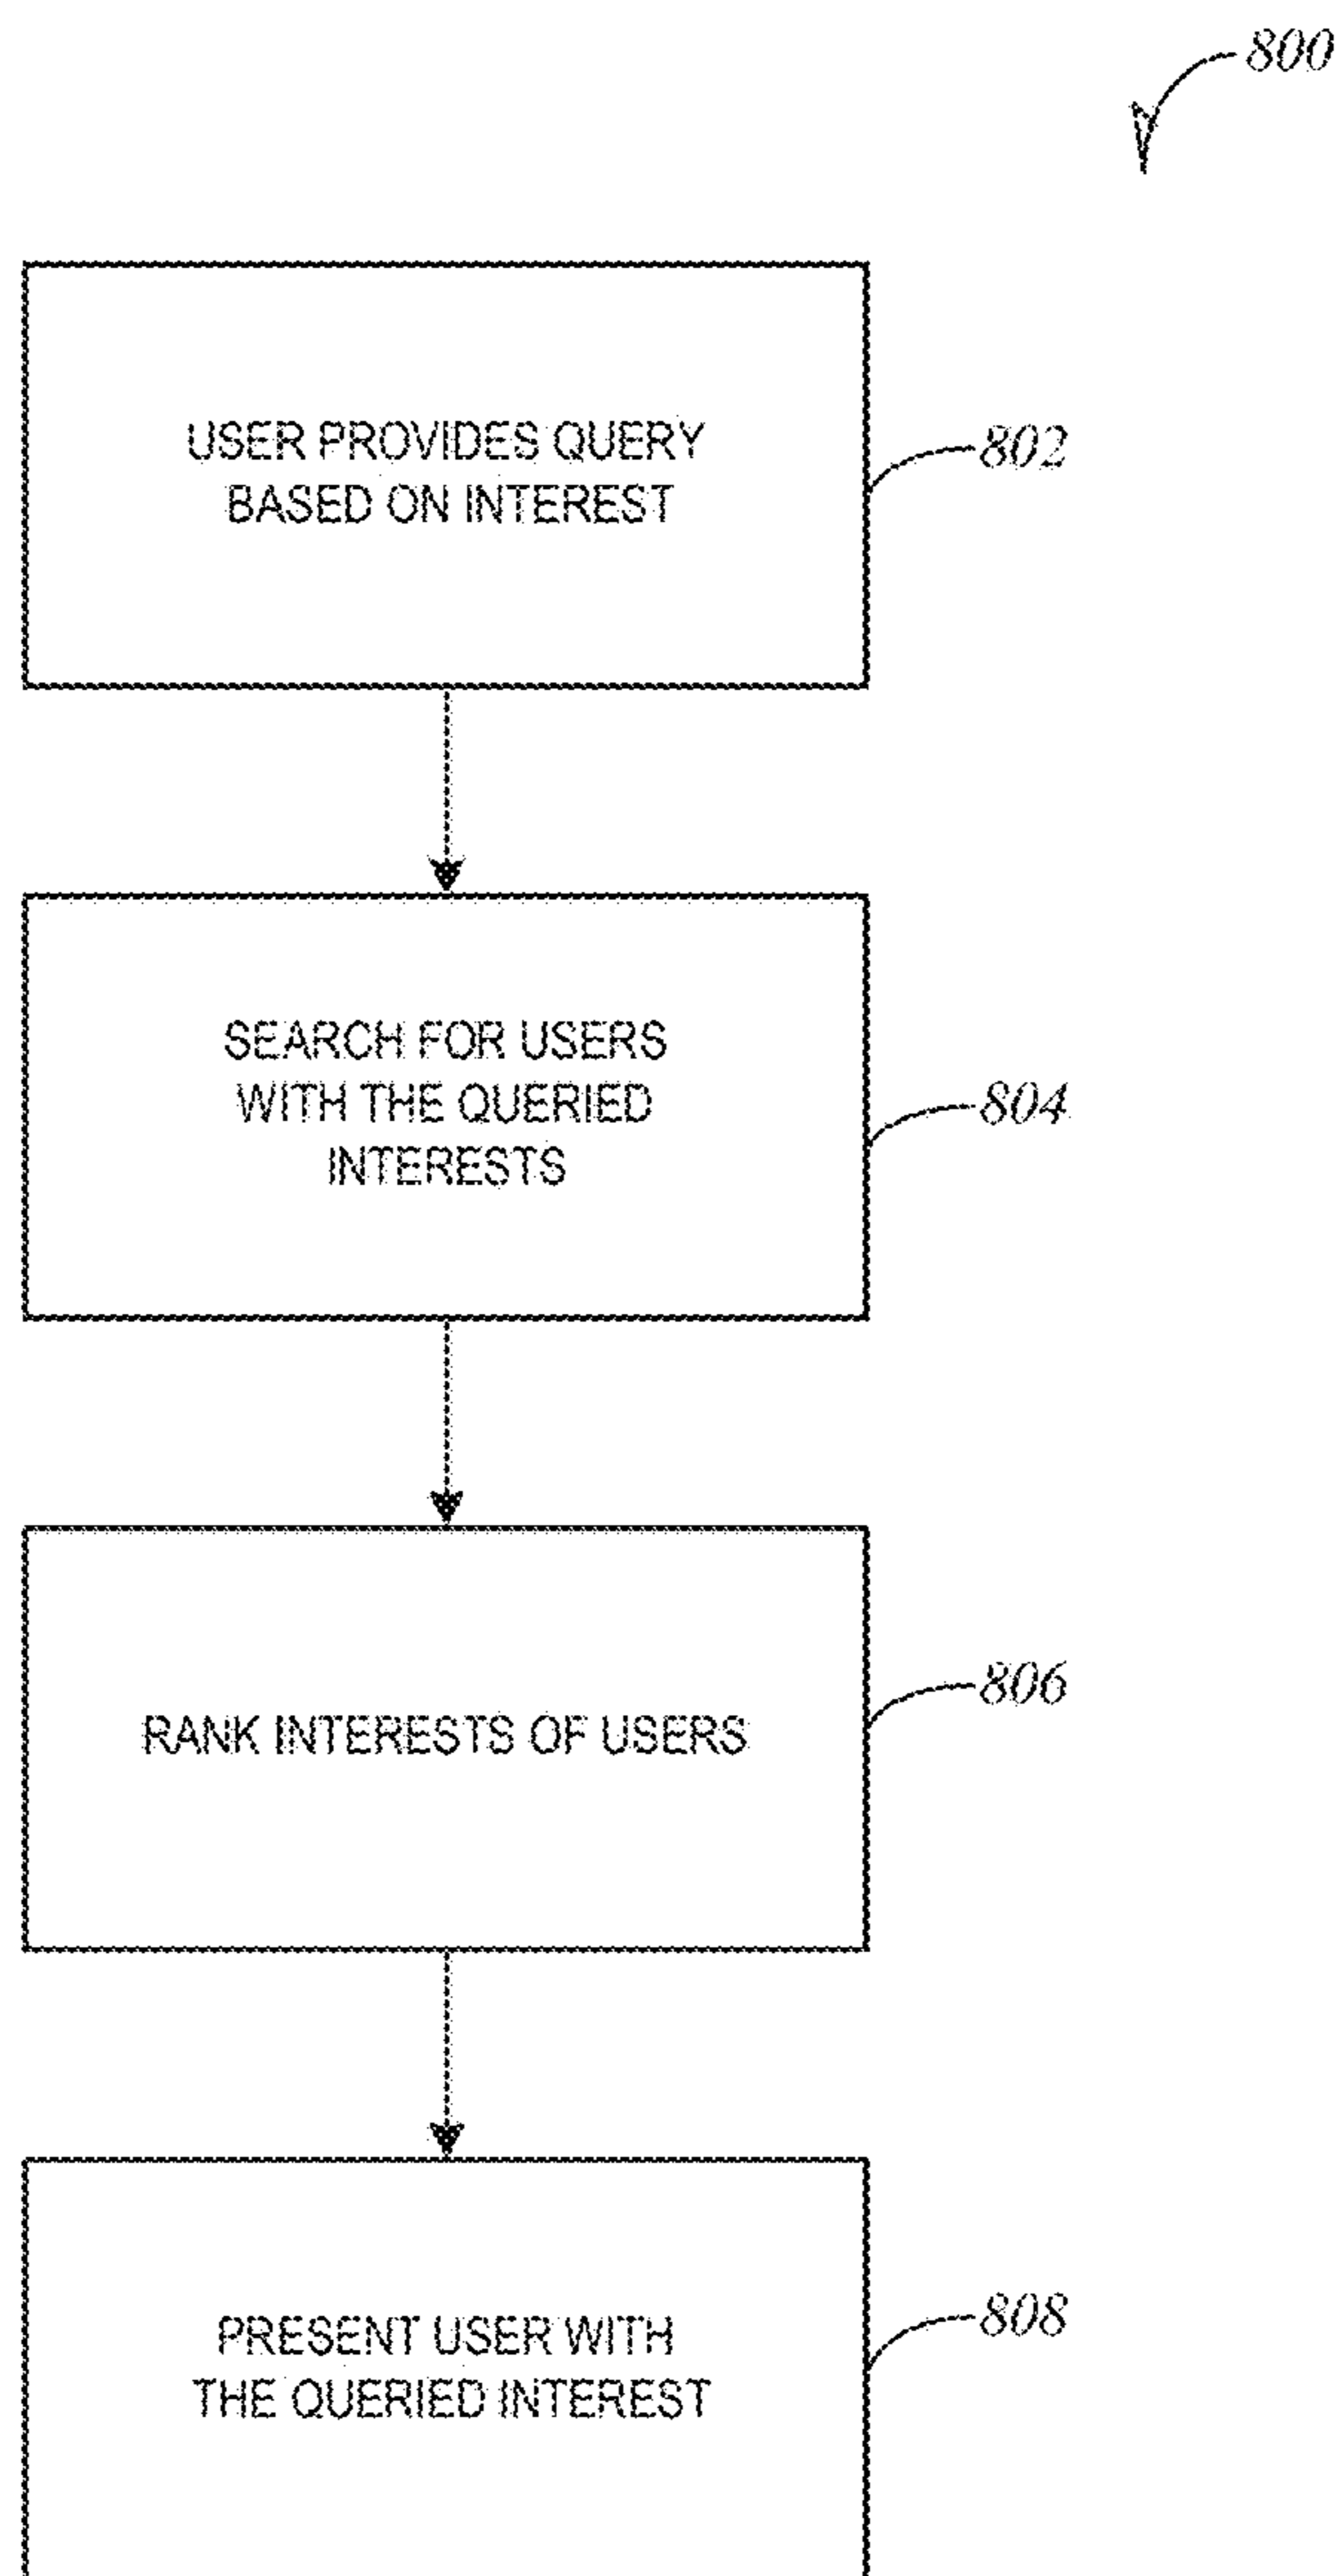 800
USER PROVIDES QUERY
BASED ON INTEREST
802
SEARCH FOR USERS
WITH THE QUERIED
INTERESTS
804
RANK INTERESTS OF USERS
806
PRESENT USER WITH
THE QUERIED INTEREST
808